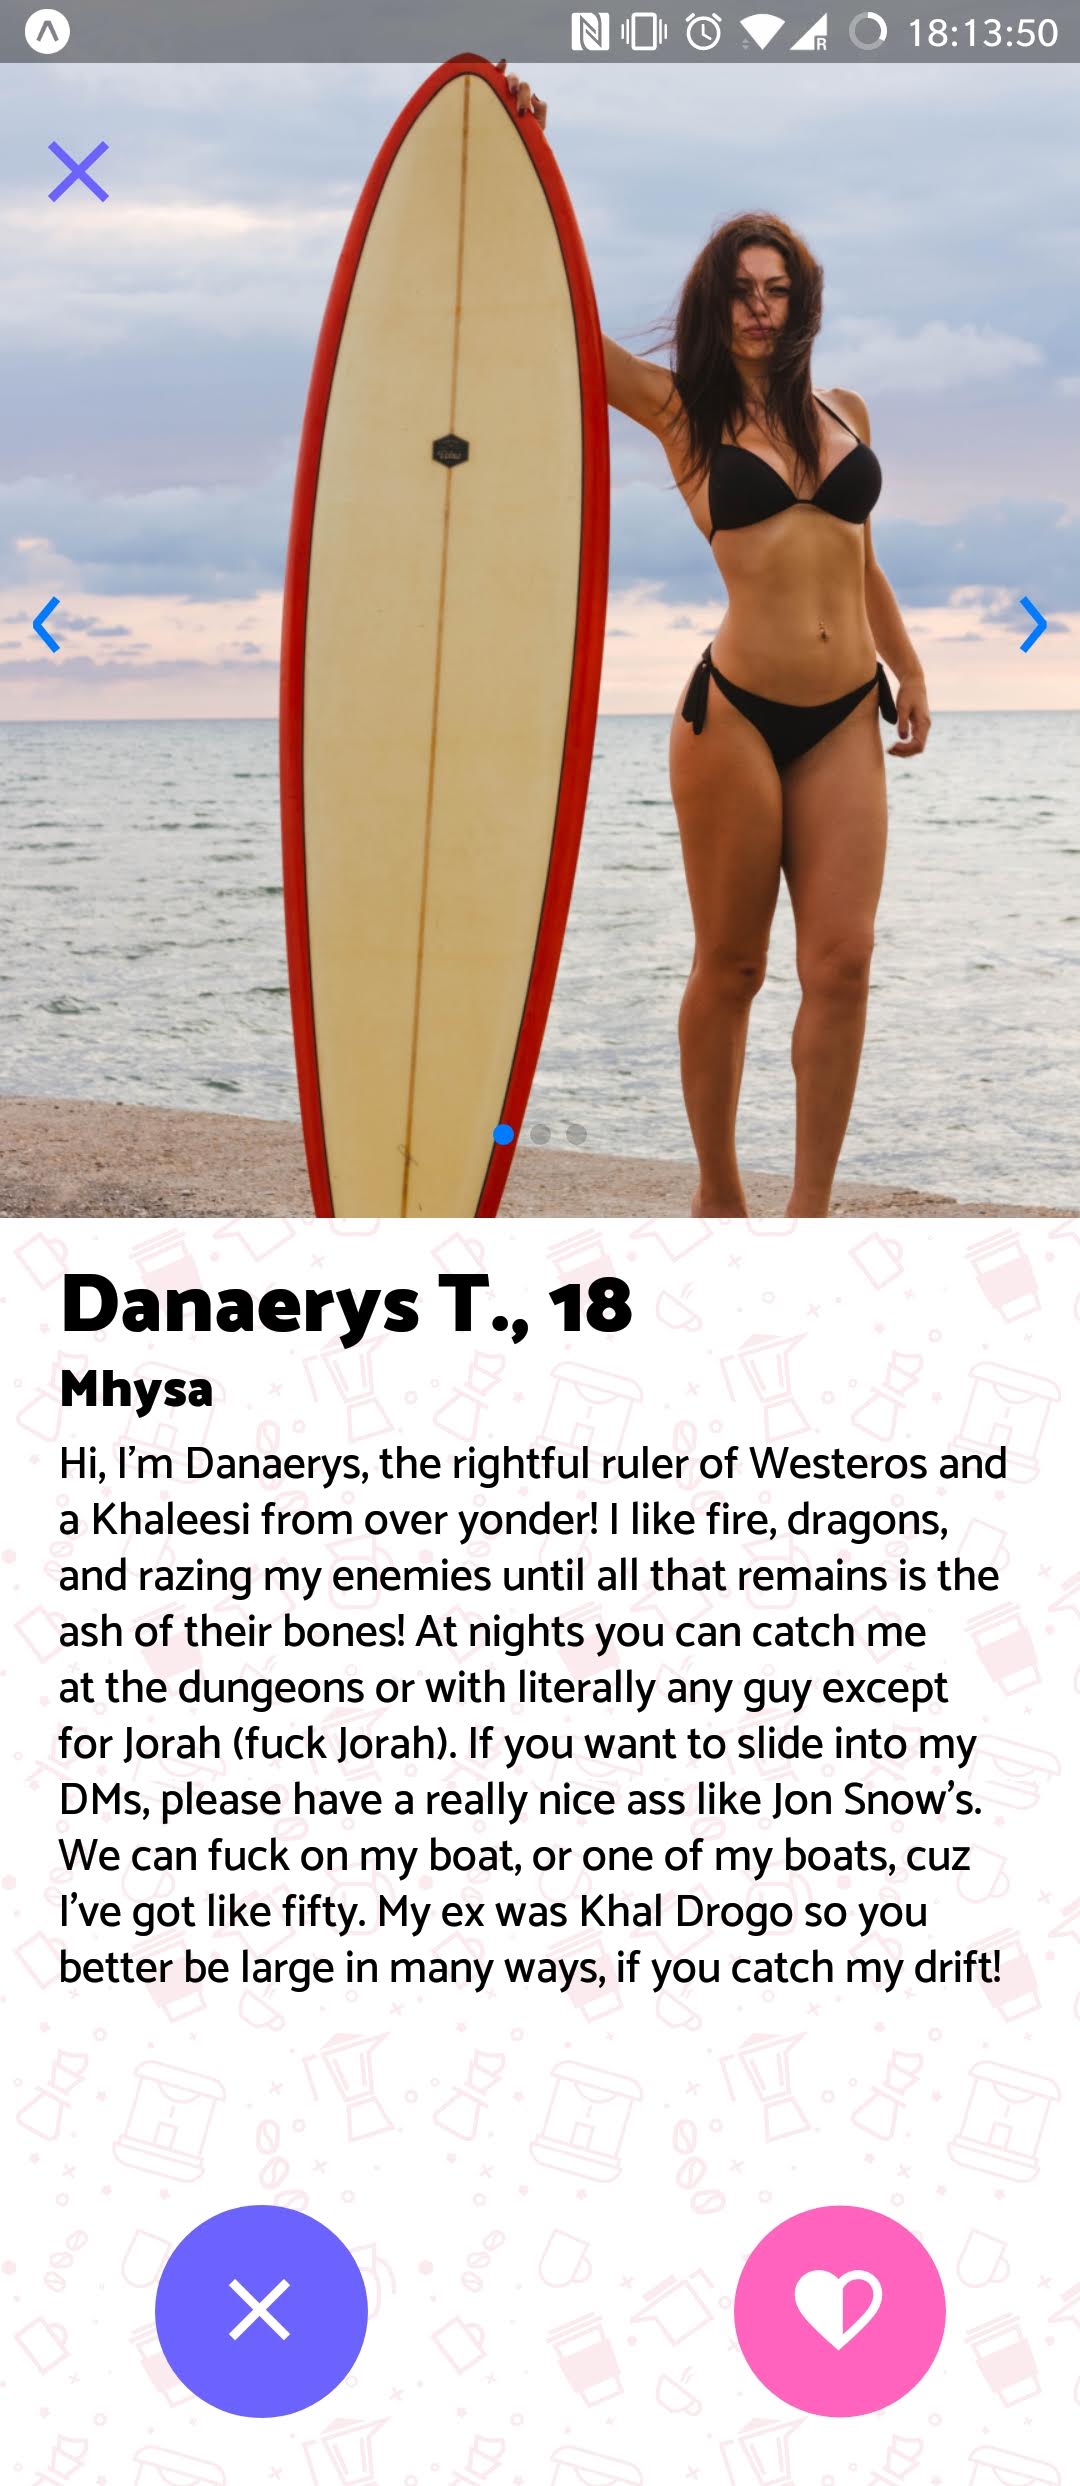 18:13:50
Danaerys T., 18
Mhysa
Hi, I’m Danaerys, the rightful ruler of Westeros and
a Khaleesi from over yonder! I like fire, dragons,
and razing my enemies until all that remains is the
ash of their bones! At nights you can catch me
at the dungeons or with literally any guy except
for Jorah (fuck Jorah). If you want to slide into my
DMs, please have a really nice ass like Jon Snow’s.
We can fuck on my boat, or one of my boats, cuz
I’ve got like fifty. My ex was Khal Drogo so you
better be large in many ways, if you catch my drift!